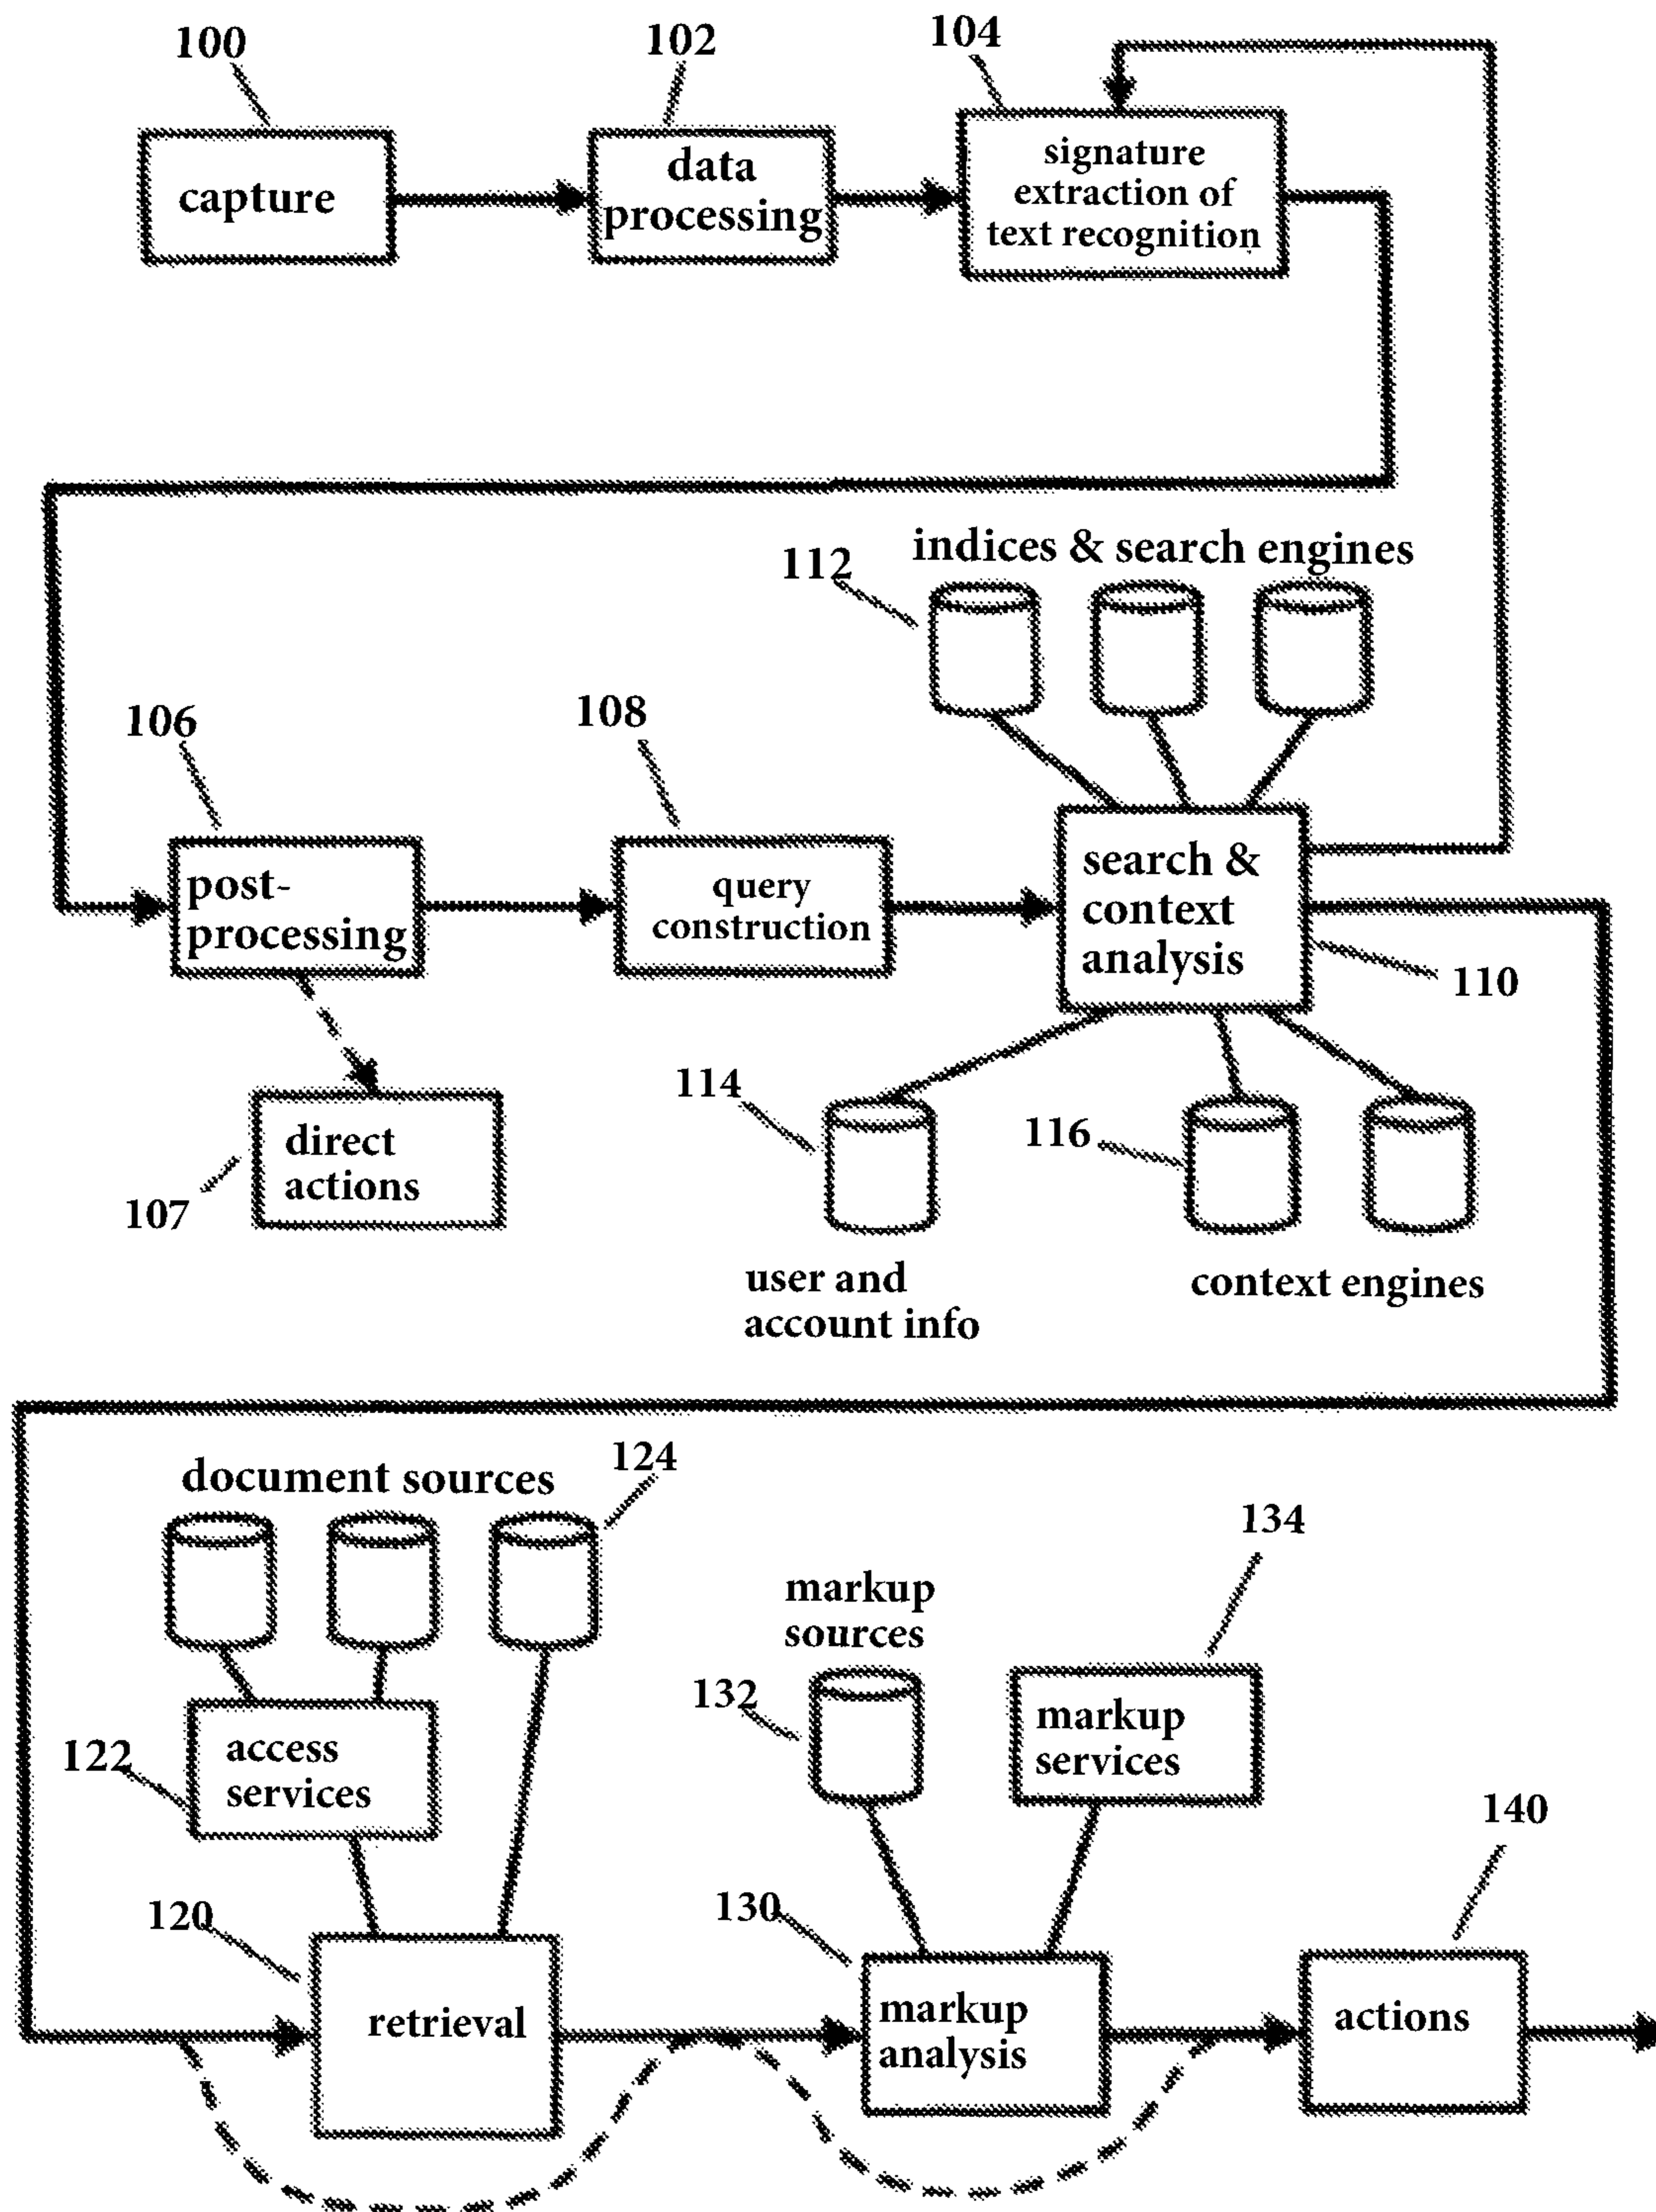 100
102
104
capture
data
processing
signature
extraction of
text recognition
indices & search engines
112
106
108
post-
processing
query
construction
search &
context
analysis
110
direct
actions
107
114
116
user and
account info
context engines
document sources
124
134
markup
sources
132
markup
services
access
services
122
140
120
130
retrieval
markup
analysis
actions